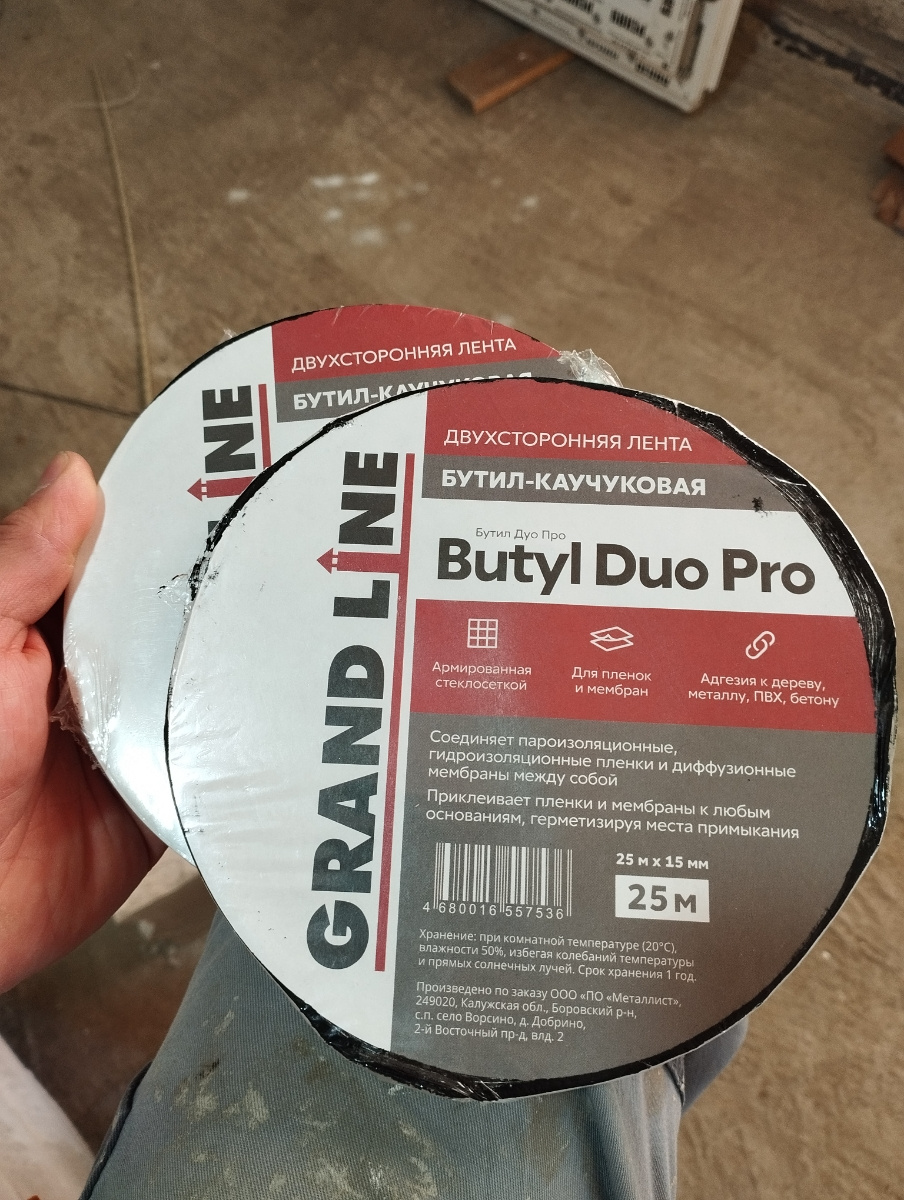 ДВУХСТОРОННЯЯ ЛЕНТА
БУТИЛ-КАУЧУКОВАЯ
LINE
ДВУХСТОРОННЯЯ ЛЕНТА
БУТИЛ-КАУЧУКОВАЯ
GRAND LINE
Бутил Дуо Про
Butyl Duo Pro
Армированная
стеклосеткой
Для пленок
и мембран
Адгезия к дереву,
металлу, ПВХ, бетону
Соединяет пароизоляционные,
гидроизоляционные пленки и диффузионные
мембраны между собой
Приклеивает пленки и мембраны к любым
основаниям, герметизируя места примыкания
4 680016 557536
25 м x 15 мм
25 м
Хранение: при комнатной температуре (20°С),
влажности 50%, избегая колебаний температуры
и прямых солнечных лучей. Срок хранения 1 год.
Произведено по заказу ООО «ПО «Металлист»,
249020, Калужская обл., Боровский р-н,
с.п. село Ворсино, д. Добрино,
2-й Восточный пр-д, влд. 2